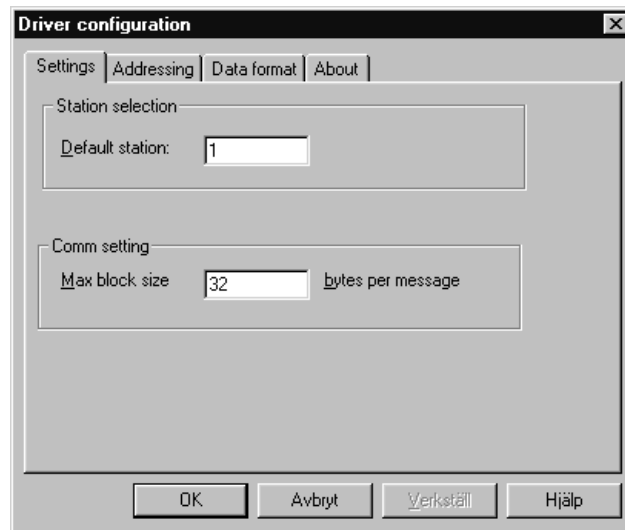 Driver configuration
Settings Addressing Data format About
Station selection
Default station: 1
Comm setting
Max block size 32 bytes per message
OK Avbryt Verkställ Hjälp